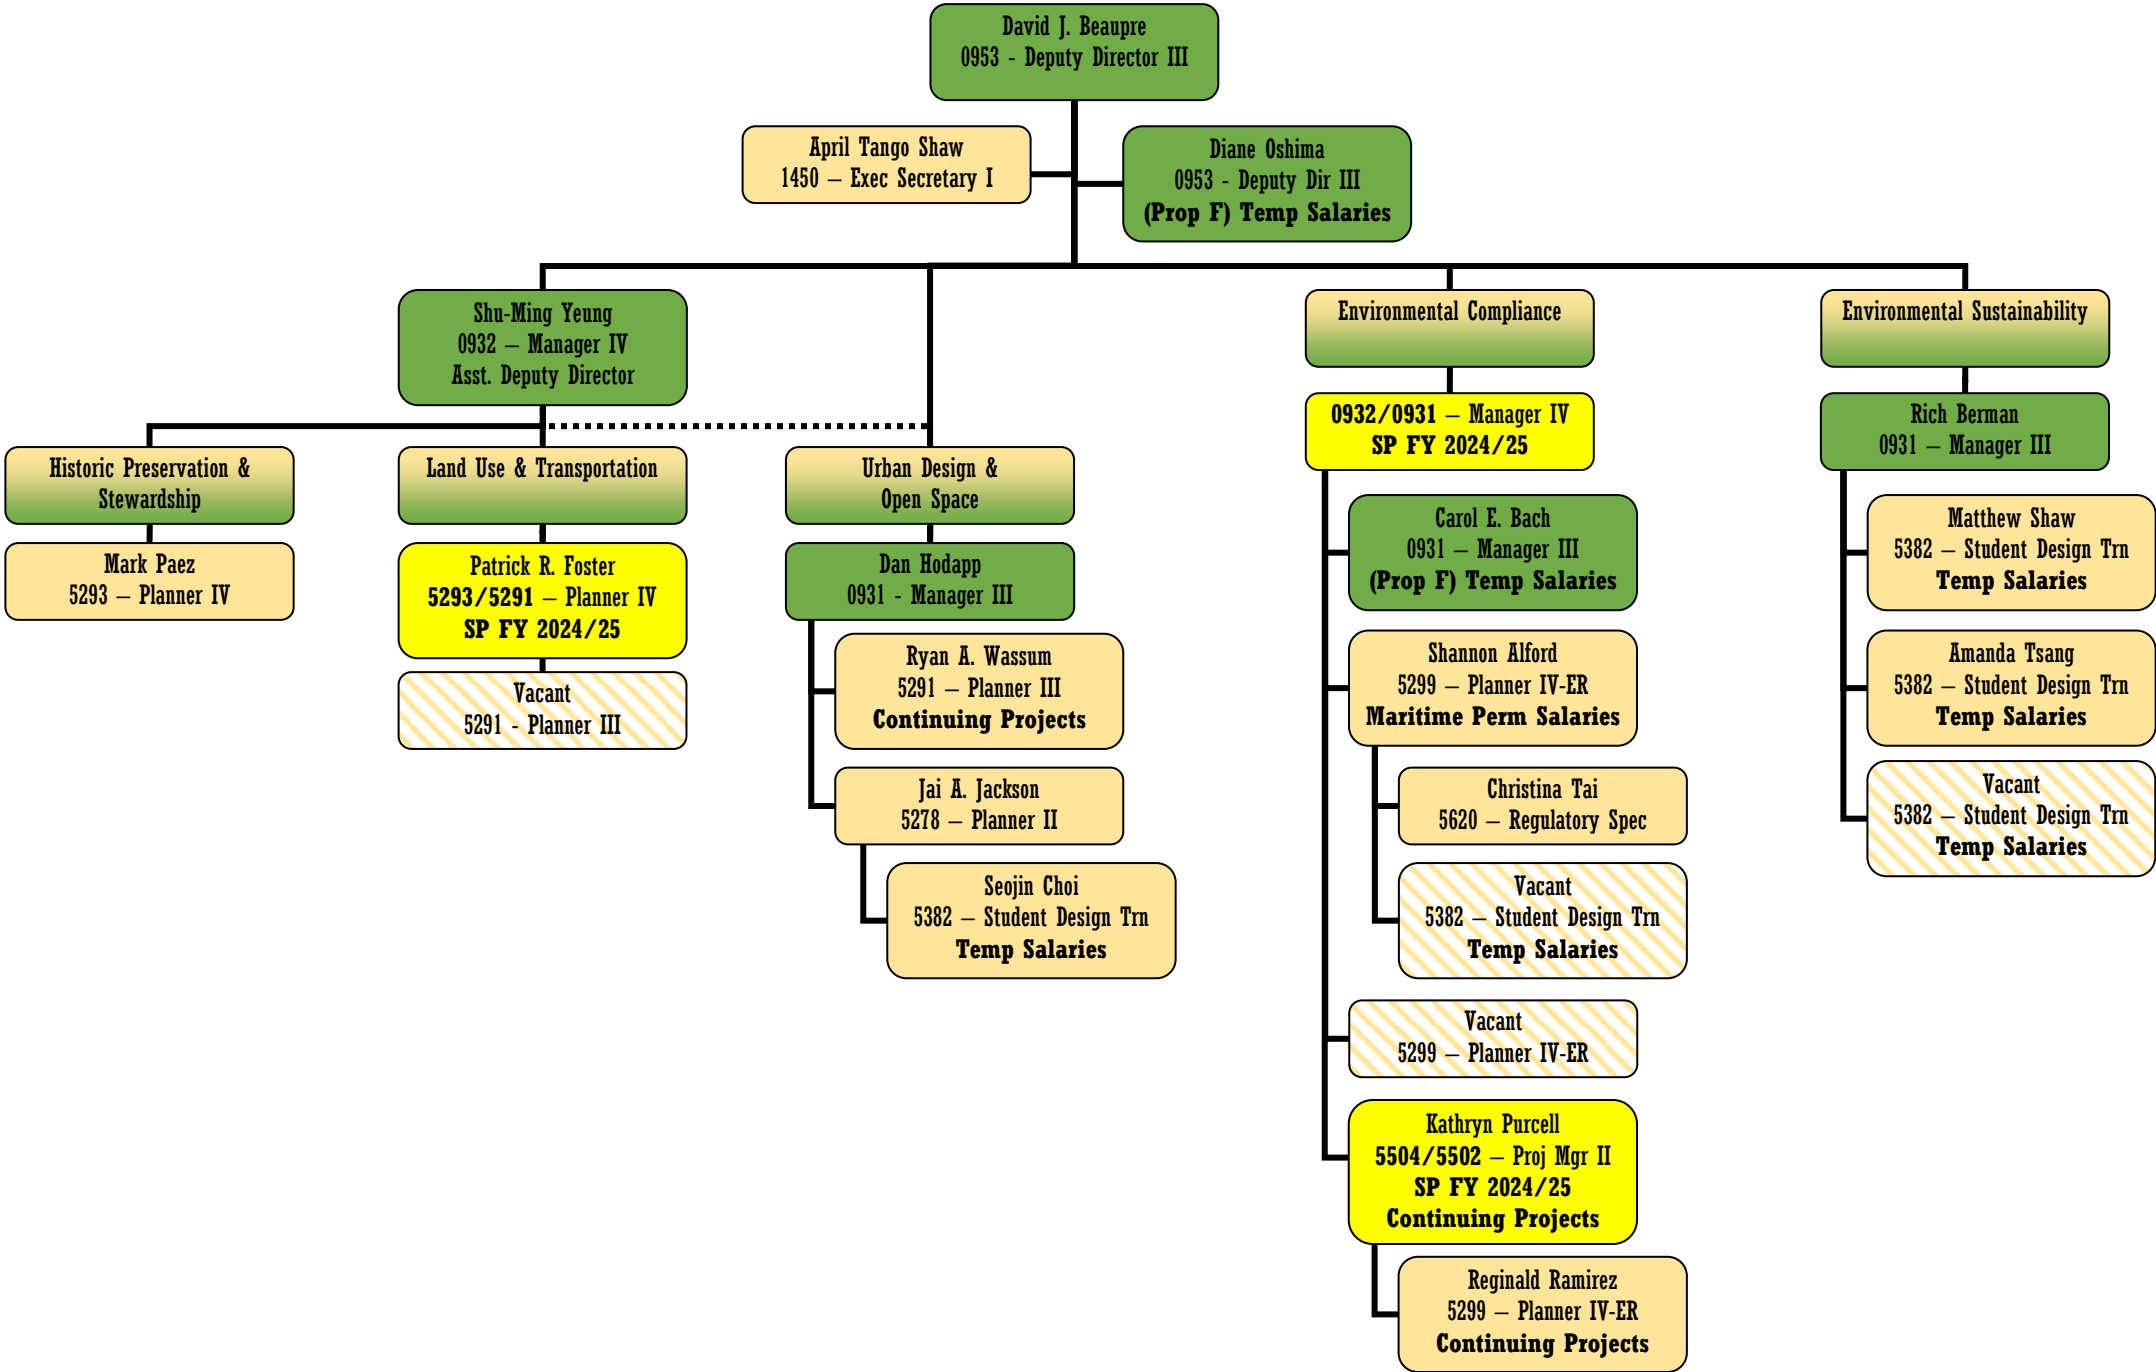 David J. Beaupre
0953 - Deputy Director III
April Tango Shaw
1450 – Exec Secretary I
Diane Oshima
0953 - Deputy Dir III
(Prop F) Temp Salaries
Shu-Ming Yeung
0932 – Manager IV
Asst. Deputy Director
Historic Preservation &
Stewardship
Mark Paez
5293 – Planner IV
Land Use & Transportation
Patrick R. Foster
5293/5291 – Planner IV
SP FY 2024/25
Vacant
5291 - Planner III
Urban Design &
Open Space
Dan Hodapp
0931 - Manager III
Ryan A. Wassum
5291 – Planner III
Continuing Projects
Jai A. Jackson
5278 – Planner II
Seojin Choi
5382 – Student Design Trn
Temp Salaries
Environmental Compliance
0932/0931 – Manager IV
SP FY 2024/25
Carol E. Bach
0931 – Manager III
(Prop F) Temp Salaries
Shannon Alford
5299 – Planner IV-ER
Maritime Perm Salaries
Christina Tai
5620 – Regulatory Spec
Vacant
5382 – Student Design Trn
Temp Salaries
Vacant
5299 – Planner IV-ER
Kathryn Purcell
5504/5502 – Proj Mgr II
SP FY 2024/25
Continuing Projects
Reginald Ramirez
5299 – Planner IV-ER
Continuing Projects
Environmental Sustainability
Rich Berman
0931 – Manager III
Matthew Shaw
5382 – Student Design Trn
Temp Salaries
Amanda Tsang
5382 – Student Design Trn
Temp Salaries
Vacant
5382 – Student Design Trn
Temp Salaries